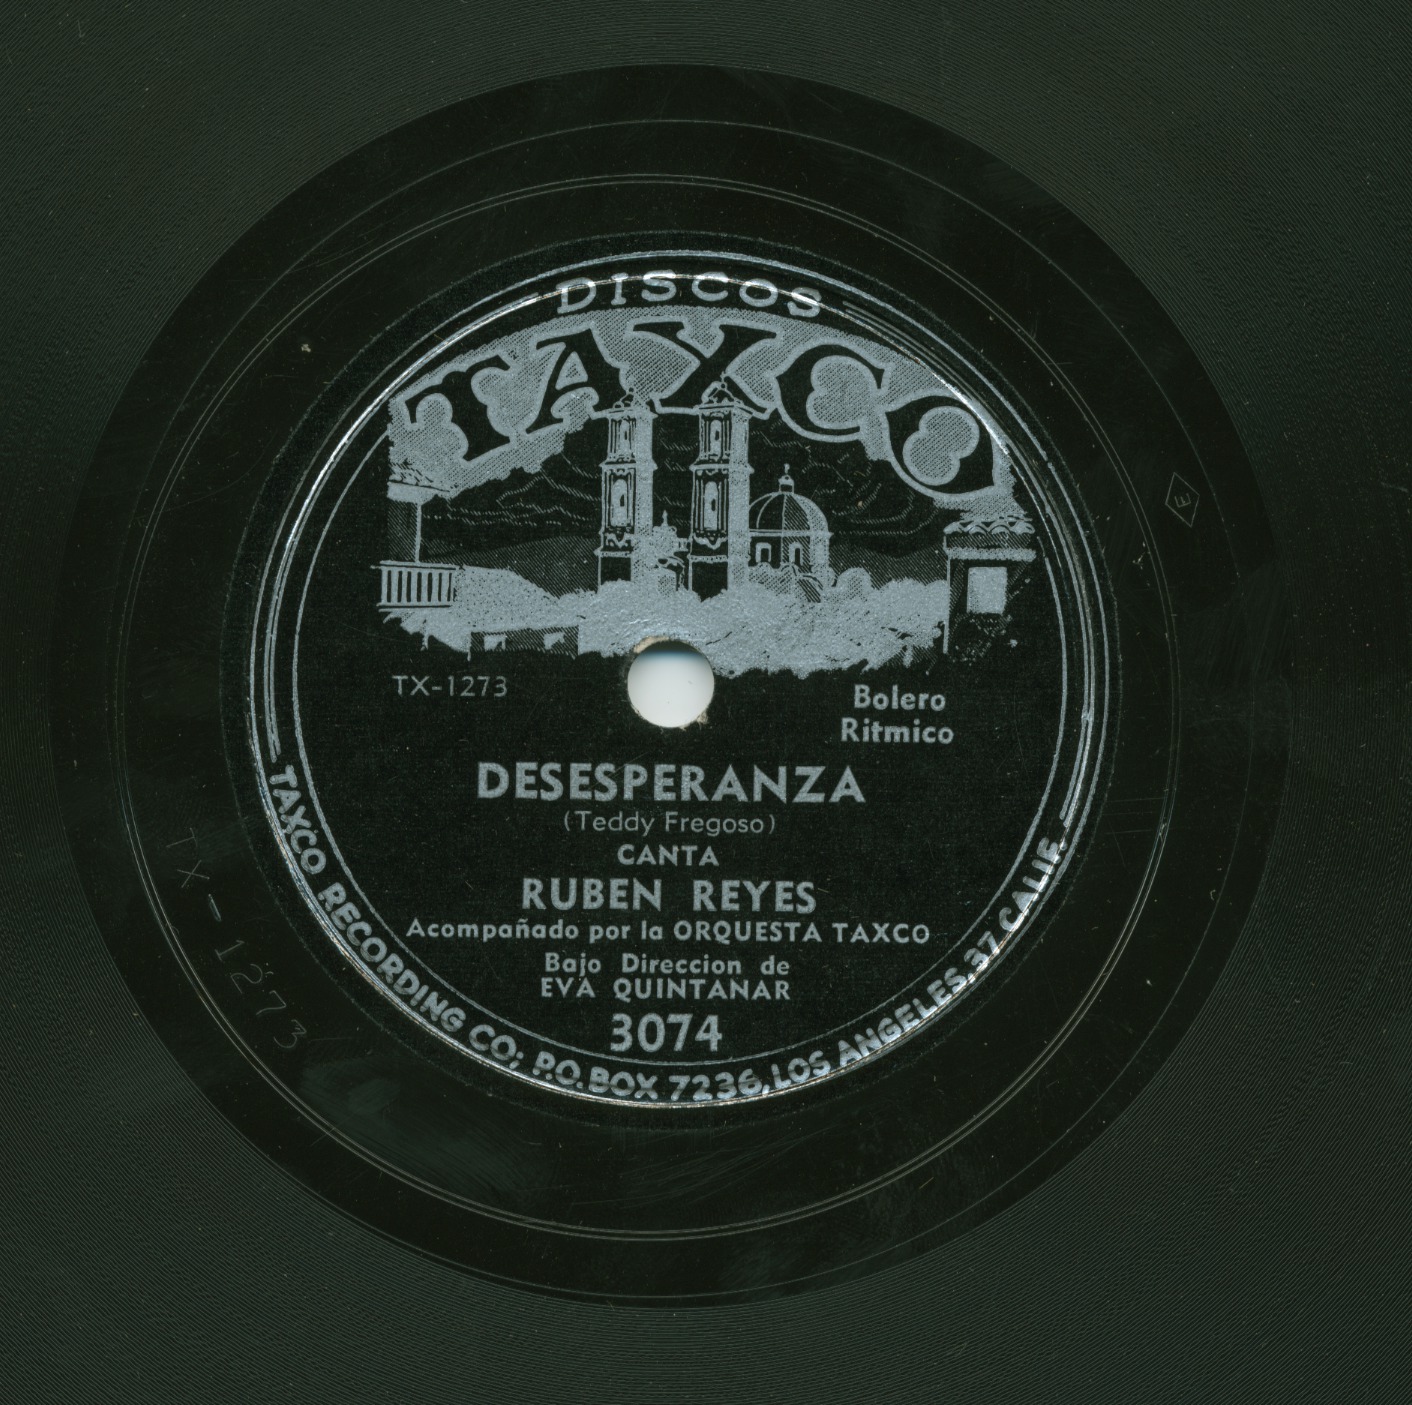 DISCOS
TAXCO
TX-1273
Bolero
Ritmico
DESESPERANZA
(Teddy Fregoso)
CANTA
RUBEN REYES
Acompañado por la ORQUESTA TAXCO
Bajo Direccion de
EVA QUINTANAR
3074
TAXCO RECORDING CO; P.O. BOX 7236, LOS ANGELES, 37 CALIF.
TX-1273
E